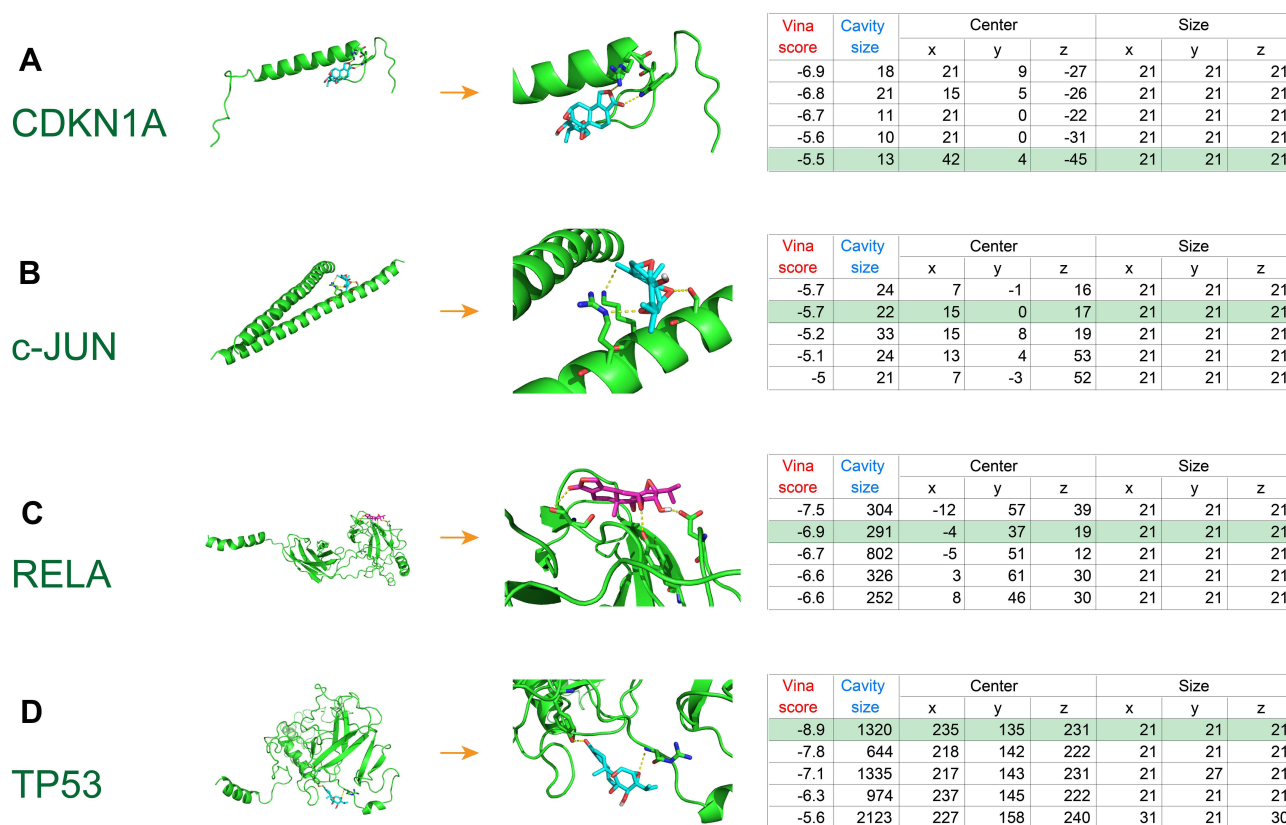 A
CDKN1A
Vina score Cavity size Center Size
x y z x y z
-6.9 18 21 9 -27 21 21 21
-6.8 21 15 5 -26 21 21 21
-6.7 11 21 0 -22 21 21 21
-5.6 10 21 0 -31 21 21 21
-5.5 13 42 4 -45 21 21 21
B
c-JUN
Vina score Cavity size Center Size
x y z x y z
-5.7 24 7 -1 16 21 21 21
-5.7 22 15 0 17 21 21 21
-5.2 33 15 8 19 21 21 21
-5.1 24 13 4 53 21 21 21
-5 21 7 -3 52 21 21 21
C
RELA
Vina score Cavity size Center Size
x y z x y z
-7.5 304 -12 57 39 21 21 21
-6.9 291 -4 37 19 21 21 21
-6.7 802 -5 51 12 21 21 21
-6.6 326 3 61 30 21 21 21
-6.6 252 8 46 30 21 21 21
D
TP53
Vina score Cavity size Center Size
x y z x y z
-8.9 1320 235 135 231 21 21 21
-7.8 644 218 142 222 21 21 21
-7.1 1335 217 143 231 21 27 21
-6.3 974 237 145 222 21 21 21
-5.6 2123 227 158 240 31 21 30